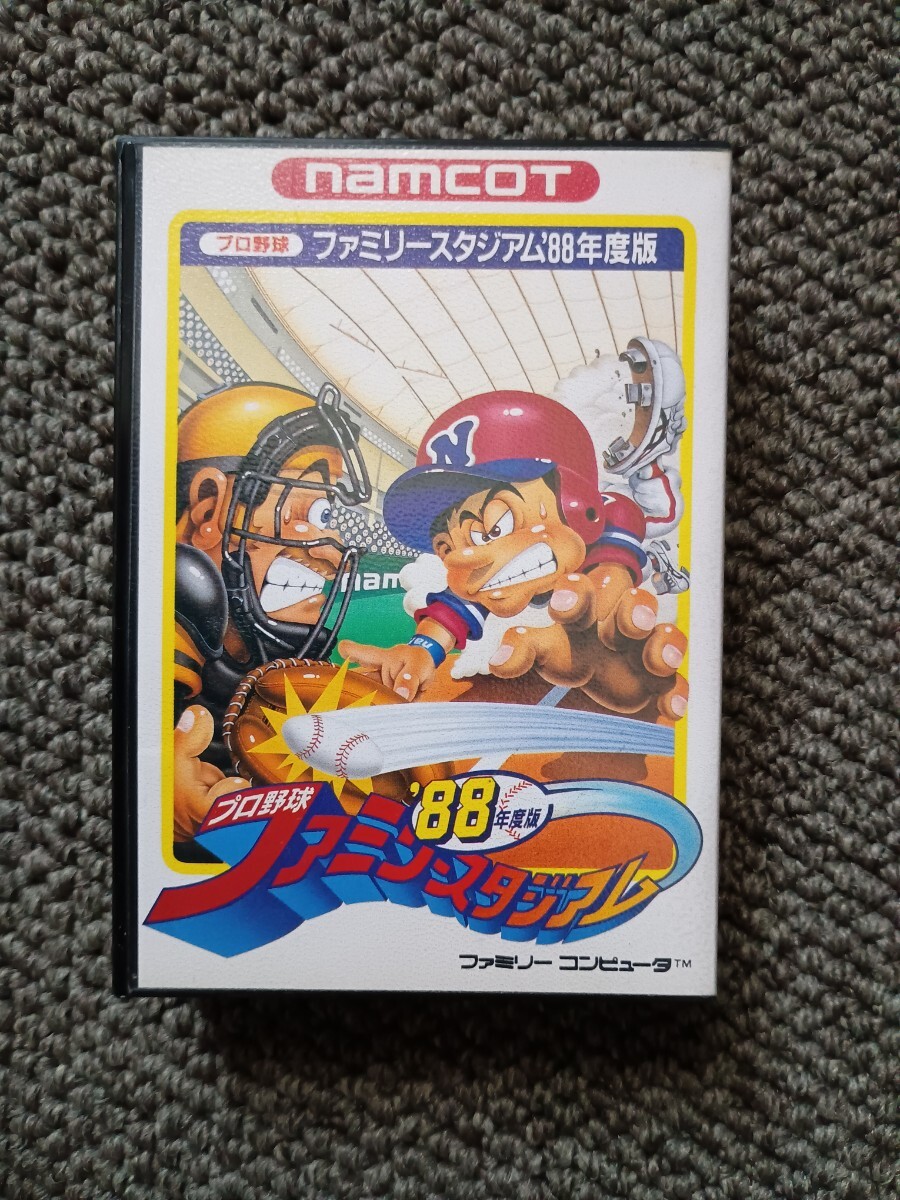 namcot
プロ野球 ファミリースタジアム'88年度版
N
nam
na
プロ野球 '88年度版
ファミリースタジアム
ファミリー コンピュータ™